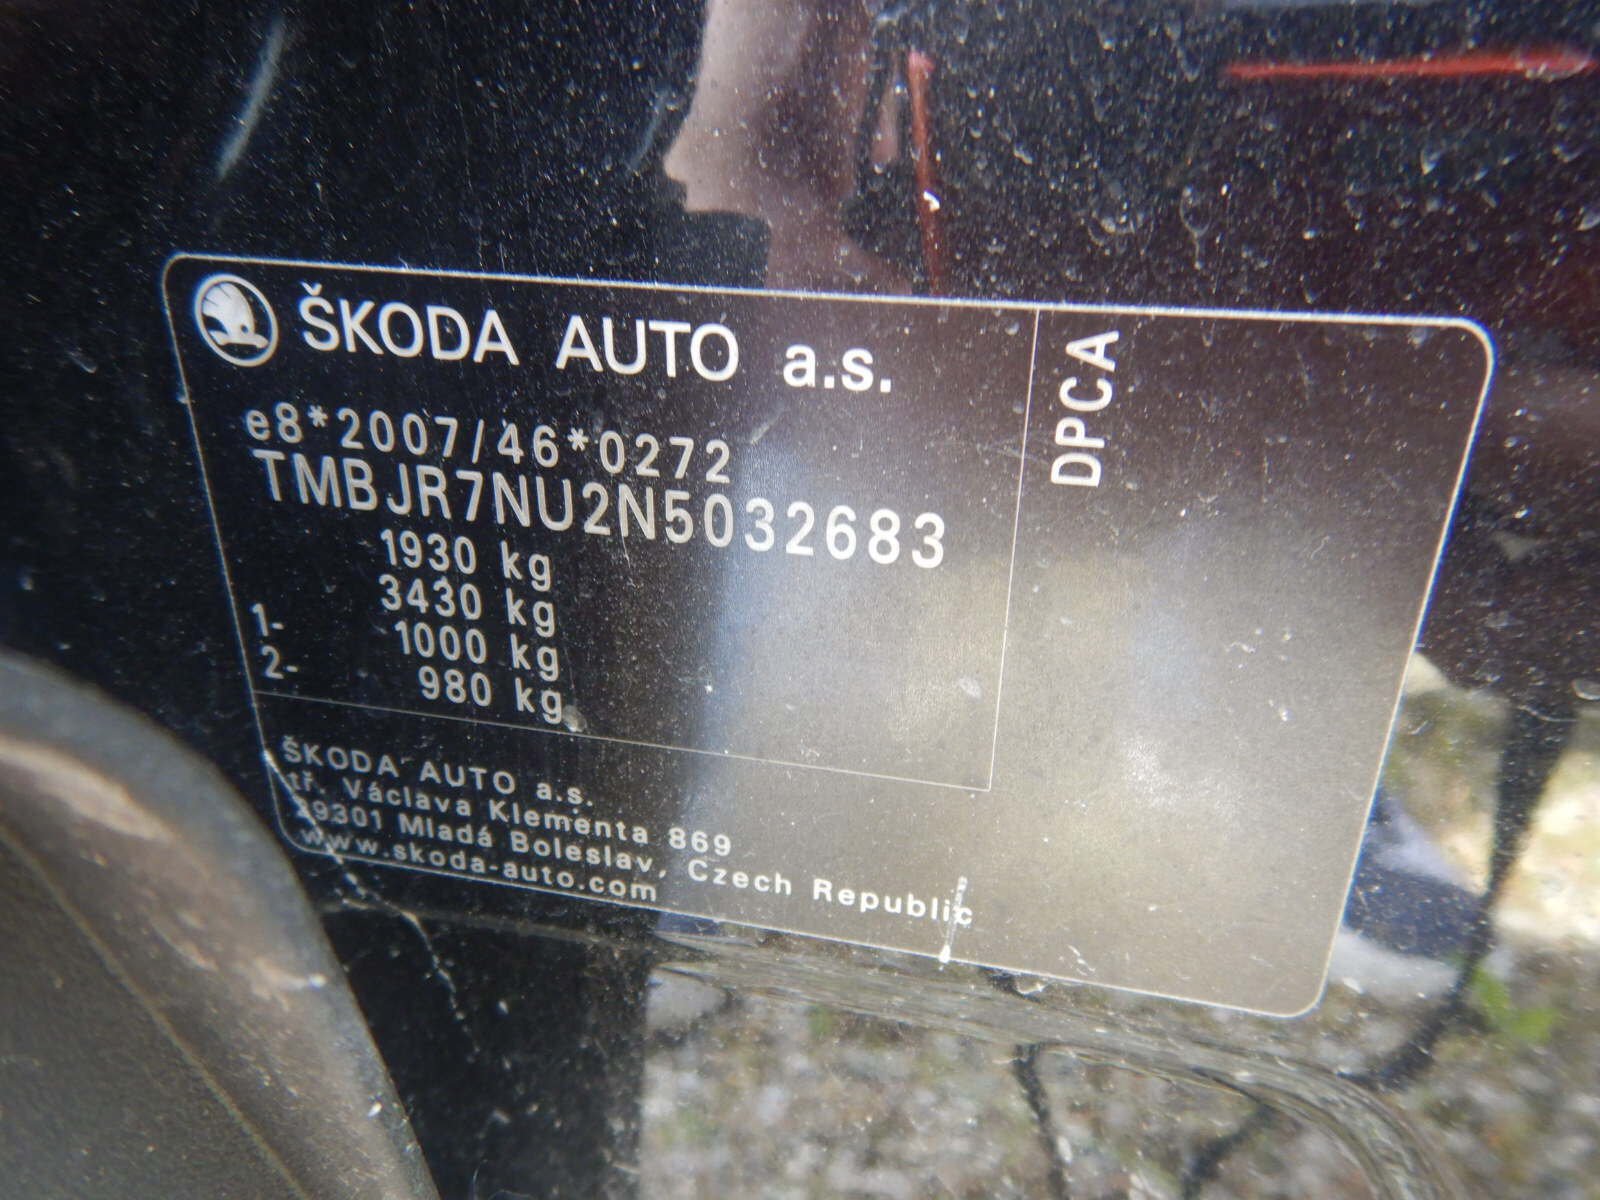 ŠKODA AUTO a.s.
e8*2007/46*0272
TMBJR7NU2N5032683
1930 kg
3430 kg
1- 1000 kg
2- 980 kg
DPCA
ŠKODA AUTO a.s.
tř. Václava Klementa 869
29301 Mladá Boleslav, Czech Republic
www.skoda-auto.com